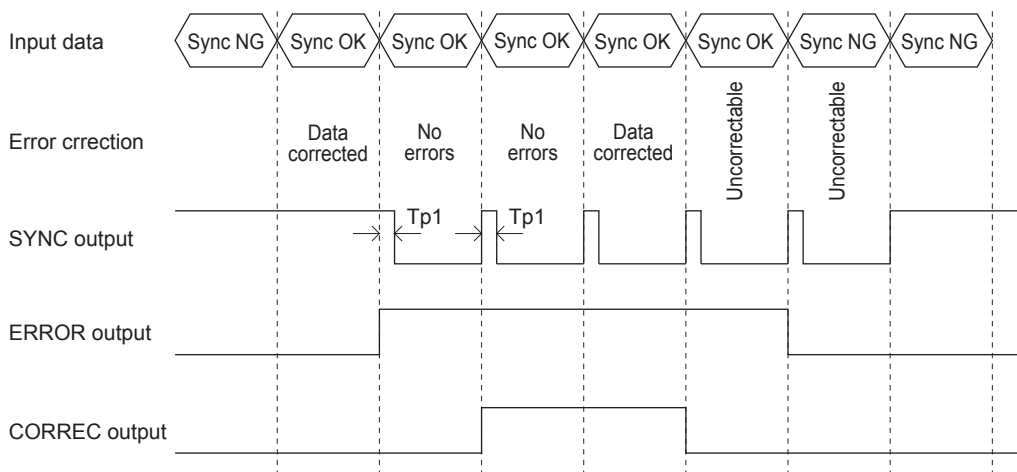 Input data
Sync NG Sync OK Sync OK Sync OK Sync OK Sync OK Sync NG Sync NG
Error crrection
Data corrected
No errors
No errors
Data corrected
Uncorrectable
Uncorrectable
SYNC output
Tp1 Tp1
ERROR output
CORREC output